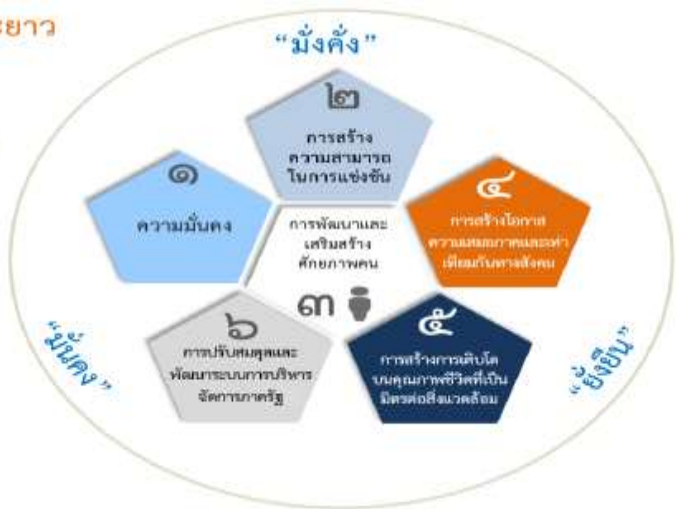 ะยาว
“มั่งคั่ง”
๒
การสร้าง
ความสามารถ
ในการแข่งขัน
๑
ความมั่นคง
การพัฒนาและ
เสริมสร้าง
ศักยภาพคน
๓
๔
การสร้างโอกาส
ความเสมอภาคและเท่า
เทียมกันทางสังคม
๖
การปรับสมดุลและ
พัฒนาระบบการบริหาร
จัดการภาครัฐ
๕
การสร้างการเติบโต
บนคุณภาพชีวิตที่เป็น
มิตรต่อสิ่งแวดล้อม
“มั่นคง”
“ยั่งยืน”